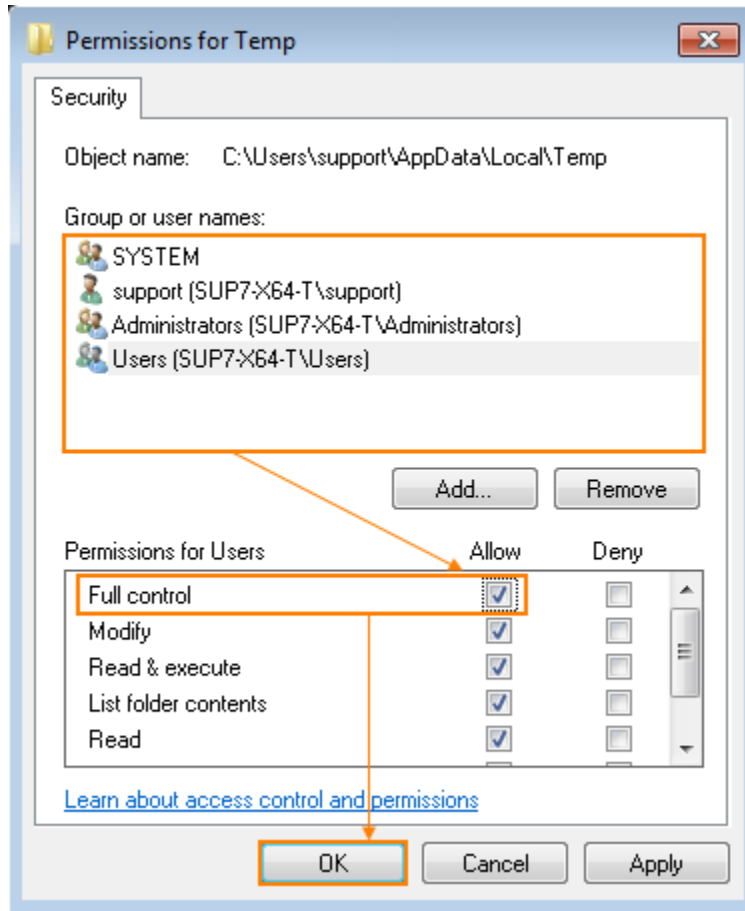 Permissions for Temp
Security
Object name: C:\Users\support\AppData\Local\Temp
Group or user names:
SYSTEM
support (SUP7-X64-T\support)
Administrators (SUP7-X64-T\Administrators)
Users (SUP7-X64-T\Users)
Add... Remove
Permissions for Users Allow Deny
Full control
Modify
Read & execute
List folder contents
Read
Learn about access control and permissions
OK Cancel Apply